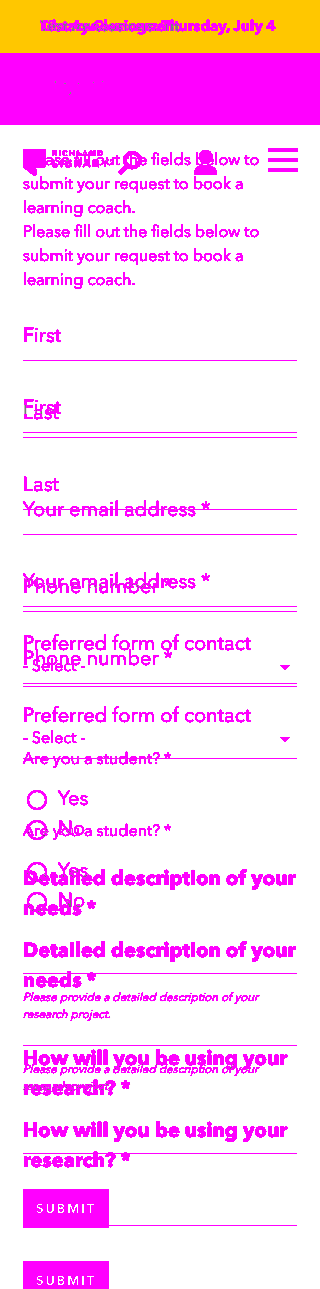 Thursday, July 4
RICHLAND
LIBRARY
Please fill out the fields below to
submit your request to book a
learning coach.
Please fill out the fields below to
submit your request to book a
learning coach.
First
First
Last
Last
Your email address *
Your email address *
Phone number *
Preferred form of contact
- Select -
Phone number *
Preferred form of contact
- Select -
Are you a student? *
Yes
No
Are you a student? *
Yes
No
Detailed description of your
needs *
Detailed description of your
needs *
Please provide a detailed description of your
research project.
How will you be using your
Please provide a detailed description of your
research? *
How will you be using your
research? *
SUBMIT
SUBMIT